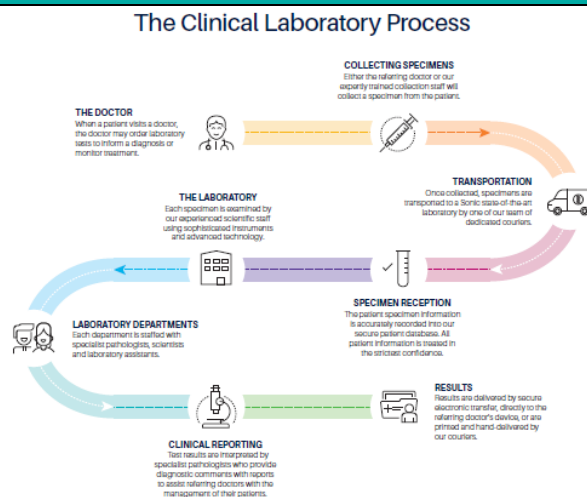 The Clinical Laboratory Process
COLLECTING SPECIMENS
Either the referring doctor or our
expertly trained collection staff will
collect a specimen from the patient.
THE DOCTOR
When a patient visits a doctor,
the doctor may order laboratory
tests to inform a diagnosis or
monitor treatment.
TRANSPORTATION
Once collected, specimens are
transported to a Sonic state-of-the-art
laboratory by one of our team of
dedicated couriers.
THE LABORATORY
Each specimen is examined by
our experienced scientific staff
using sophisticated instruments
and advanced technology.
SPECIMEN RECEPTION
The patient specimen information
is accurately recorded into our
secure patient database. All
patient information is treated in
the strictest confidence.
LABORATORY DEPARTMENTS
Each department is staffed with
specialist pathologists, scientists
and laboratory assistants.
RESULTS
Results are delivered by secure
electronic transfer, directly to the
referring doctor's device, or are
printed and hand-delivered by
our couriers.
CLINICAL REPORTING
Test results are interpreted by
specialist pathologists who provide
diagnostic comments with reports
to assist referring doctors with the
management of their patients.